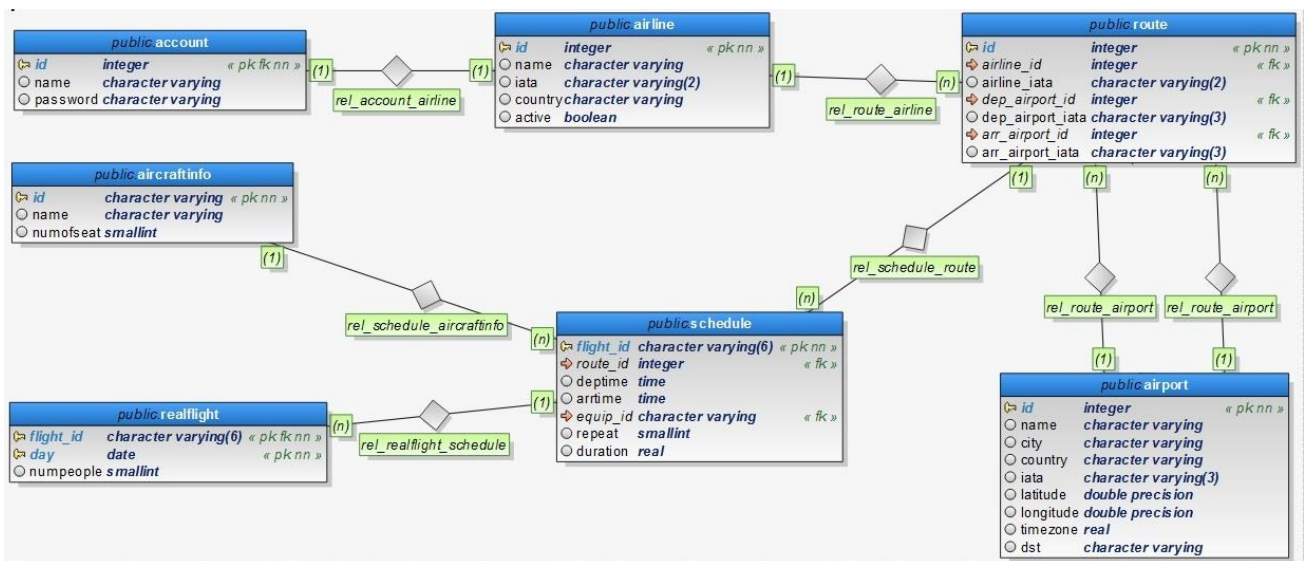 public.account
id integer « pk fk nn »
name character varying
password character varying
(1)
(1)
rel_account_airline
public.airline
id integer « pk nn »
name character varying
iata character varying(2)
country character varying
active boolean
(1)
(n)
rel_route_airline
public.route
id integer « pk nn »
airline_id integer « fk »
airline_iata character varying(2)
dep_airport_id integer « fk »
dep_airport_iata character varying(3)
arr_airport_id integer « fk »
arr_airport_iata character varying(3)
(1)
(n)
(n)
public.aircraftinfo
id character varying « pk nn »
name character varying
numofseat smallint
(1)
rel_schedule_aircraftinfo
(n)
rel_schedule_route
(n)
rel_route_airport
rel_route_airport
(1)
(1)
public.schedule
flight_id character varying(6) « pk nn »
route_id integer « fk »
deptime time
arrtime time
equip_id character varying « fk »
repeat smallint
duration real
public.realflight
flight_id character varying(6) « pk fk nn »
day date « pk nn »
numpeople smallint
(n)
(1)
rel_realflight_schedule
public.airport
id integer « pk nn »
name character varying
city character varying
country character varying
iata character varying(3)
latitude double precision
longitude double precision
timezone real
dst character varying